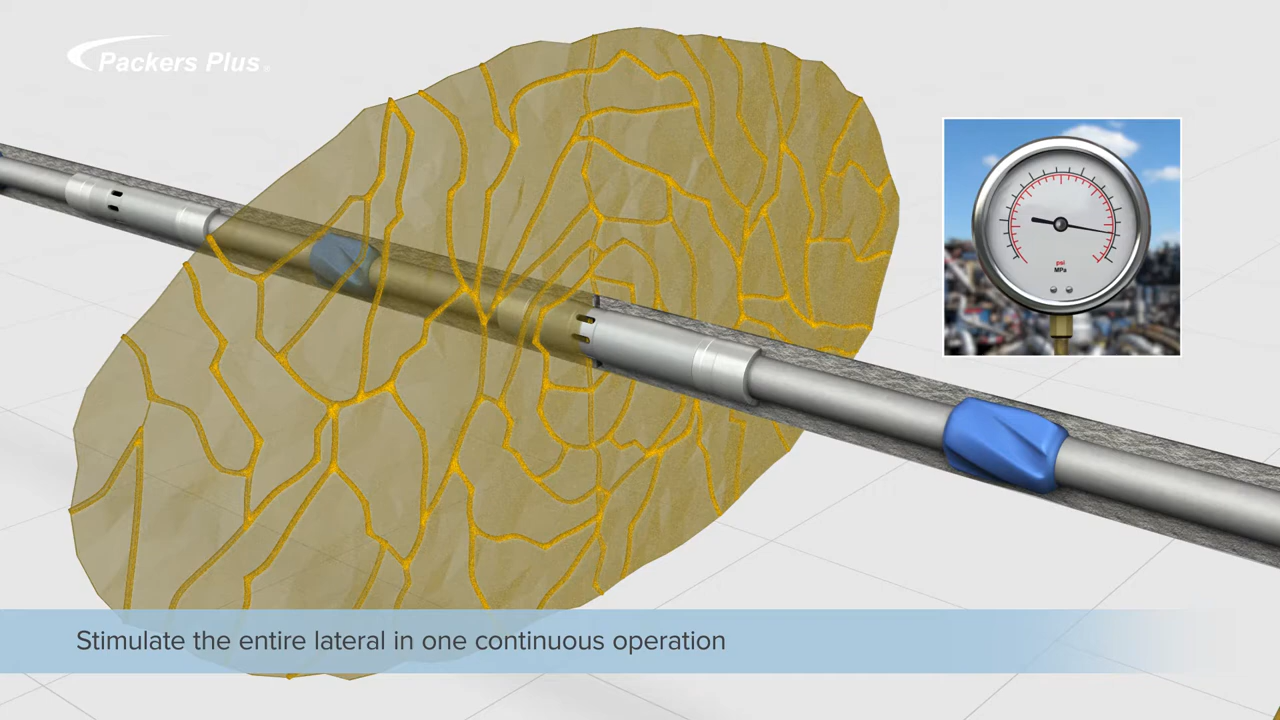 Packers Plus®
psi
MPa
Stimulate the entire lateral in one continuous operation